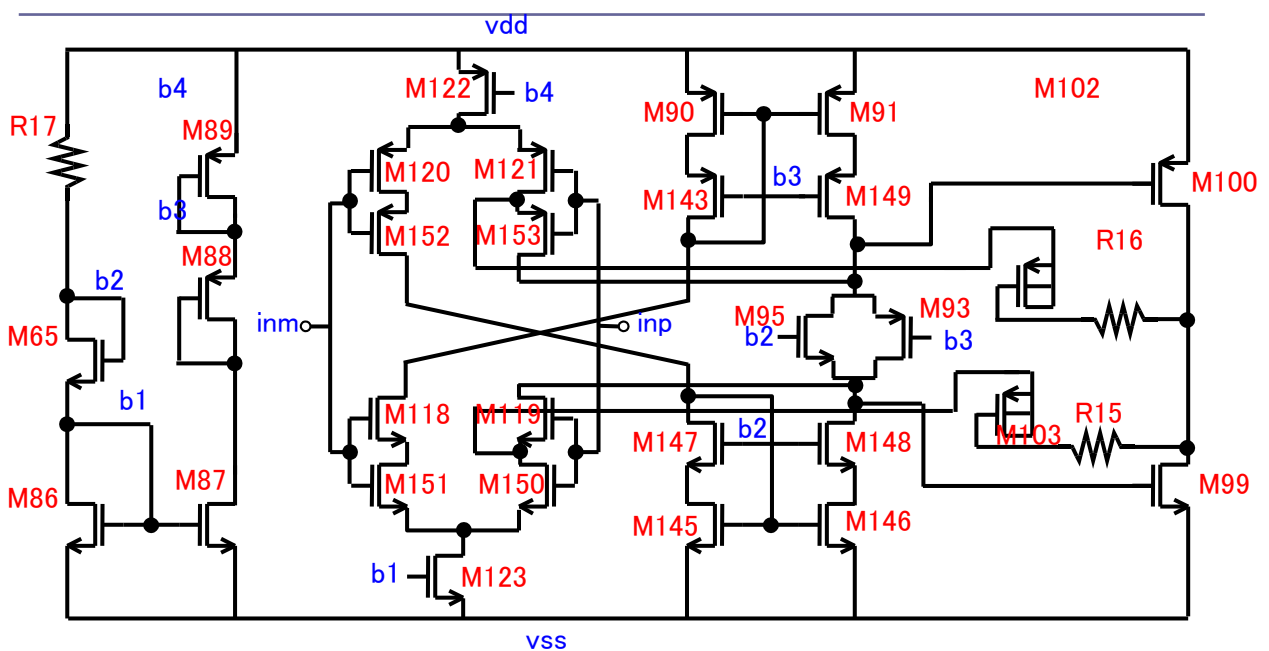 vdd
b4 M122 b4 M102
R17 M89 M90 M91
M120 M121 b3 M100
b3 M143 M149
M152 M153 R16
M88
b2
inm inp M95 M93
M65 b2 b3
b1 M118 M119 M103 R15
M147 b2 M148
M86 M87 M151 M150 M99
M145 M146
b1 M123
vss